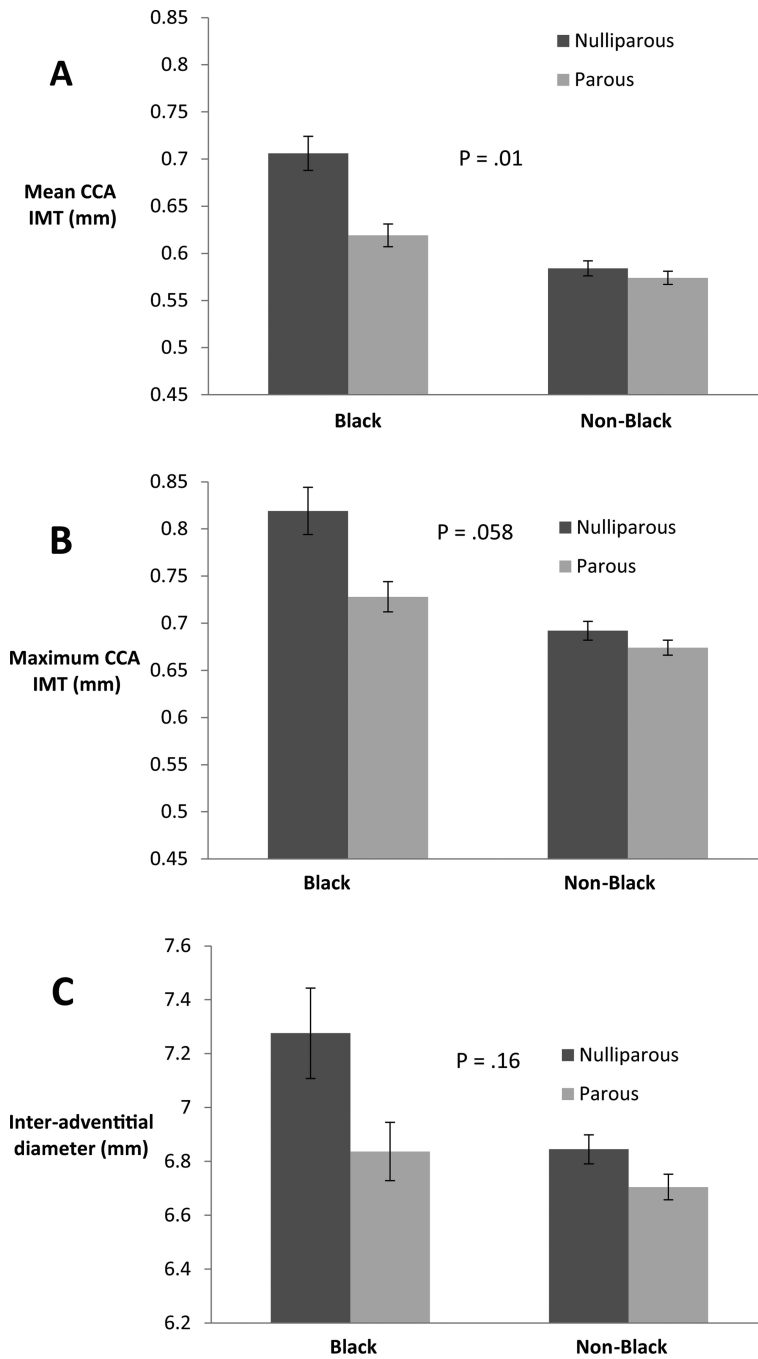 A
Mean CCA
IMT (mm)
0.85
0.8
0.75
0.7
0.65
0.6
0.55
0.5
0.45
Nulliparous
Parous
P = .01
Black
Non-Black
B
Maximum CCA
IMT (mm)
0.85
0.8
0.75
0.7
0.65
0.6
0.55
0.5
0.45
P = .058
Nulliparous
Parous
Black
Non-Black
C
Inter-adventitial
diameter (mm)
7.6
7.4
7.2
7
6.8
6.6
6.4
6.2
P = .16
Nulliparous
Parous
Black
Non-Black